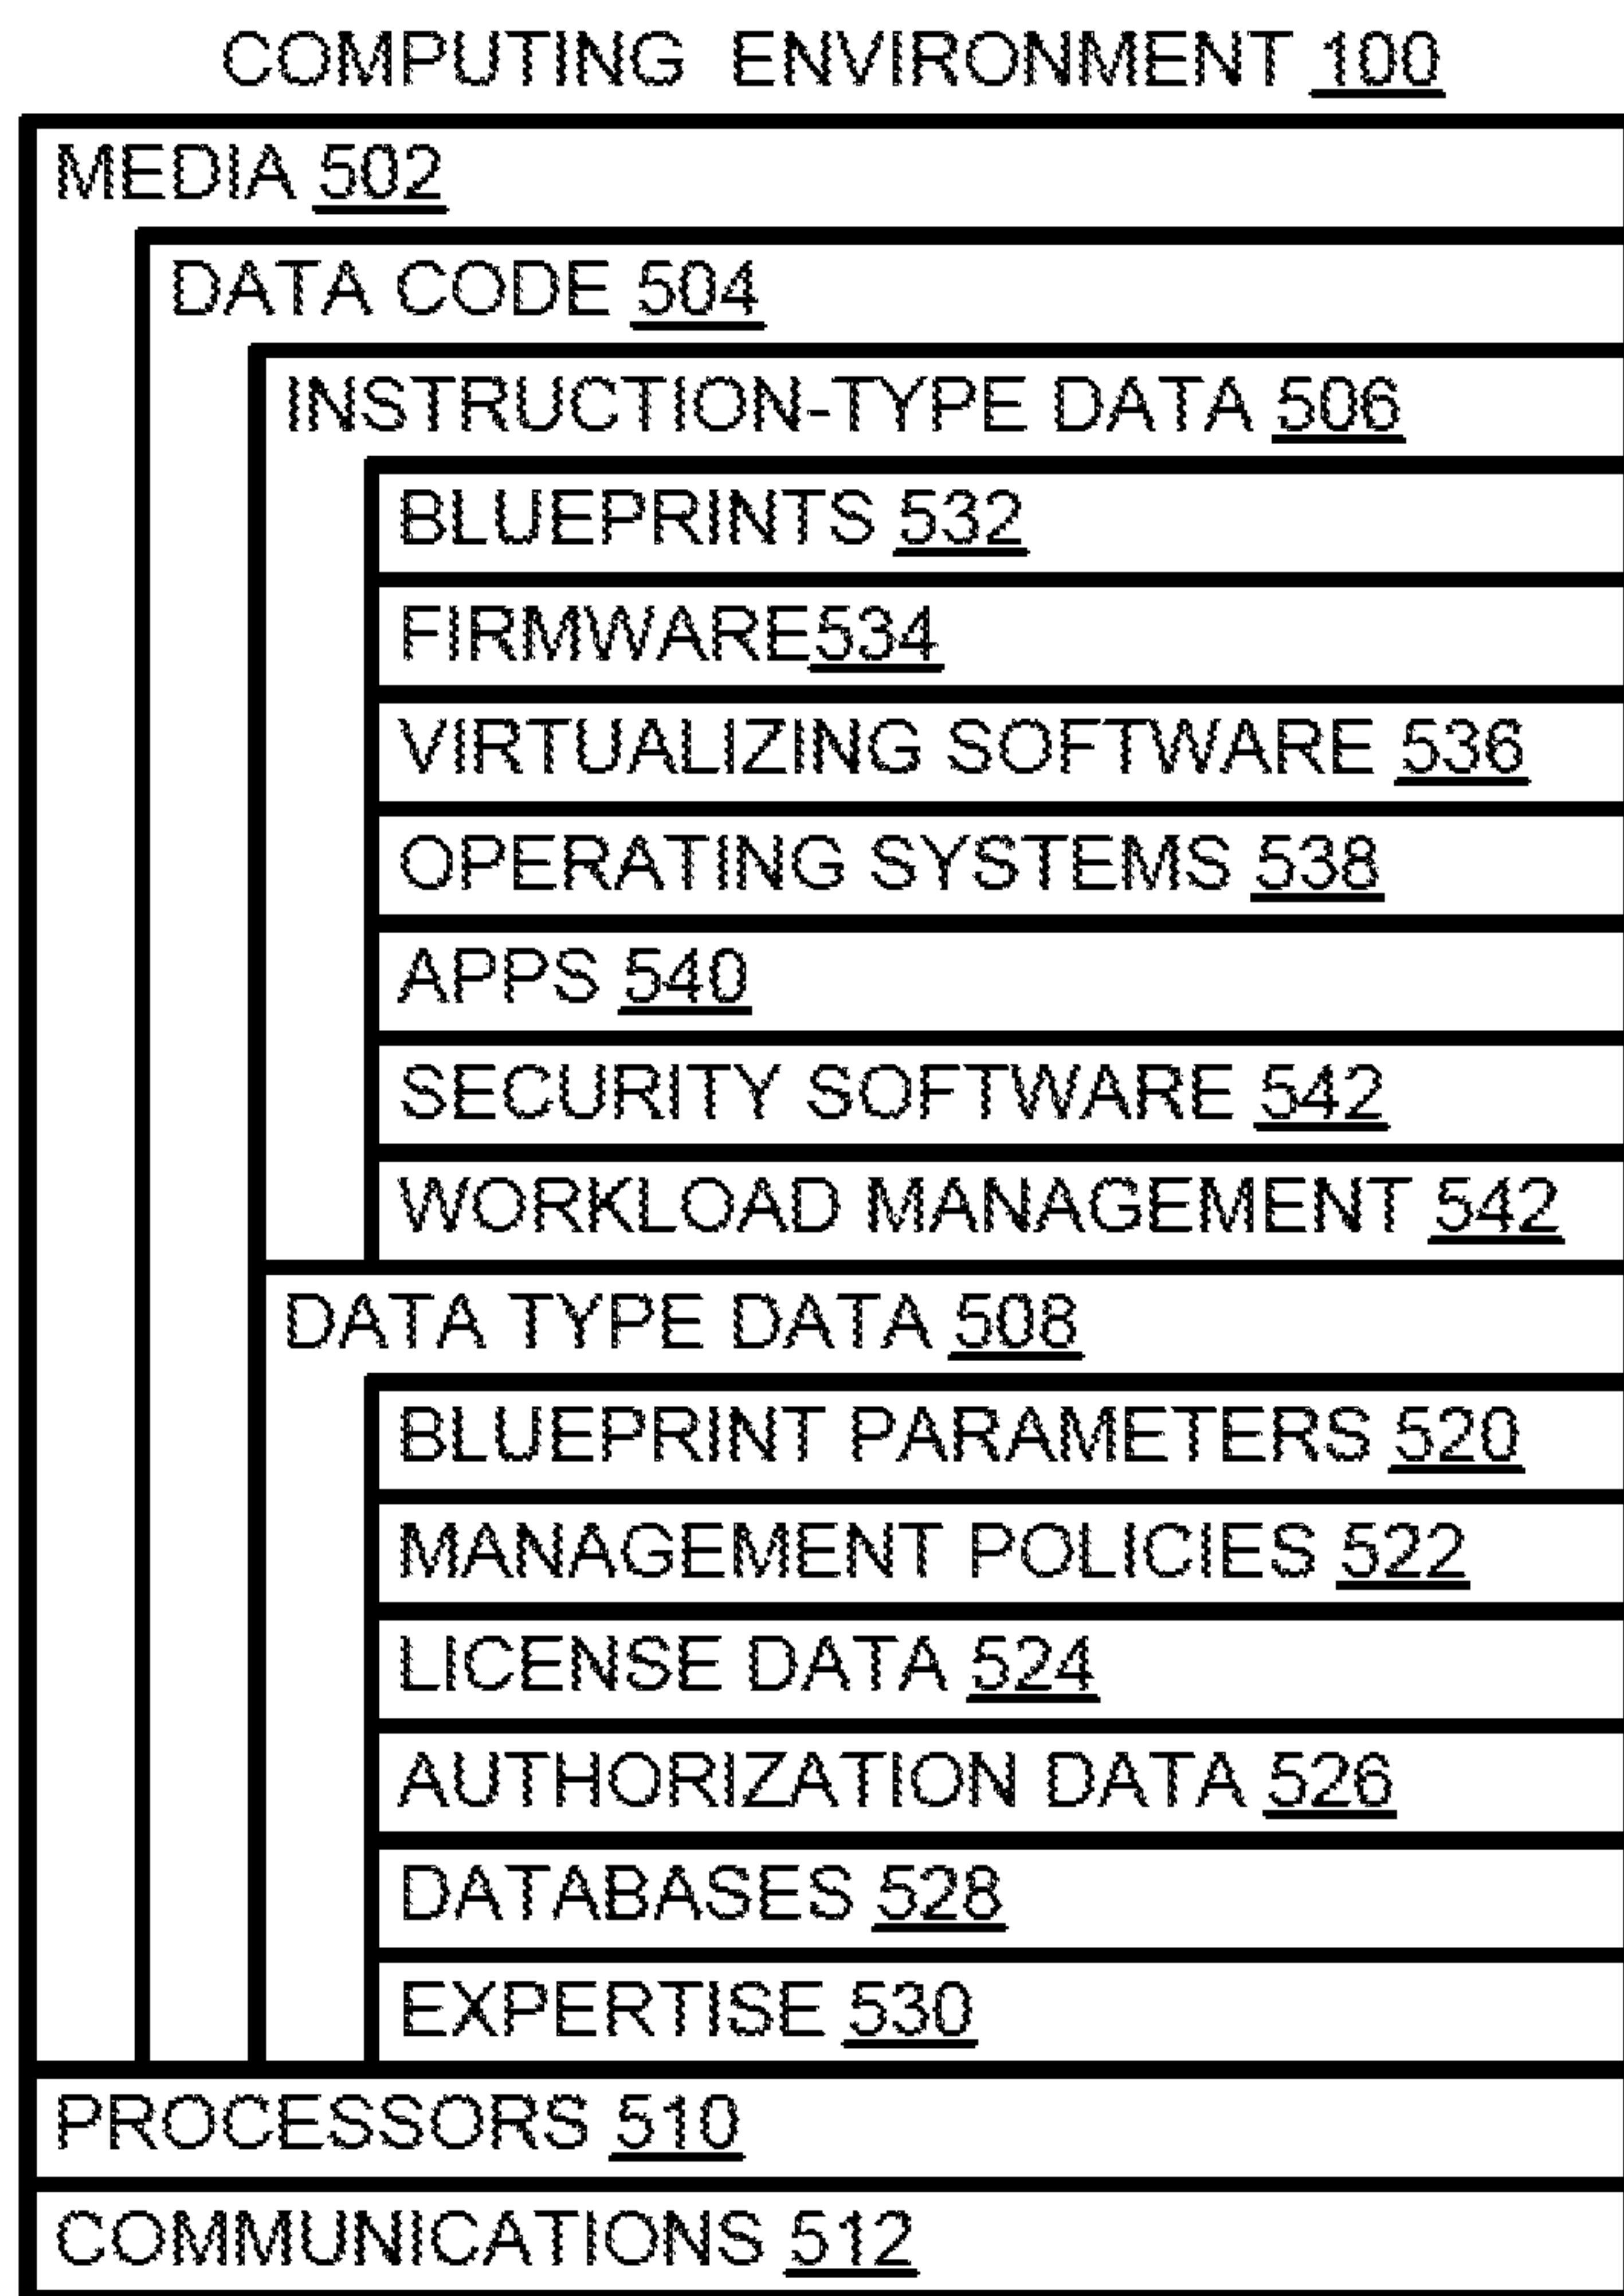 COMPUTING ENVIRONMENT 100
MEDIA 502
DATA CODE 504
INSTRUCTION-TYPE DATA 506
BLUEPRINTS 532
FIRMWARE534
VIRTUALIZING SOFTWARE 536
OPERATING SYSTEMS 538
APPS 540
SECURITY SOFTWARE 542
WORKLOAD MANAGEMENT 542
DATA TYPE DATA 508
BLUEPRINT PARAMETERS 520
MANAGEMENT POLICIES 522
LICENSE DATA 524
AUTHORIZATION DATA 526
DATABASES 528
EXPERTISE 530
PROCESSORS 510
COMMUNICATIONS 512